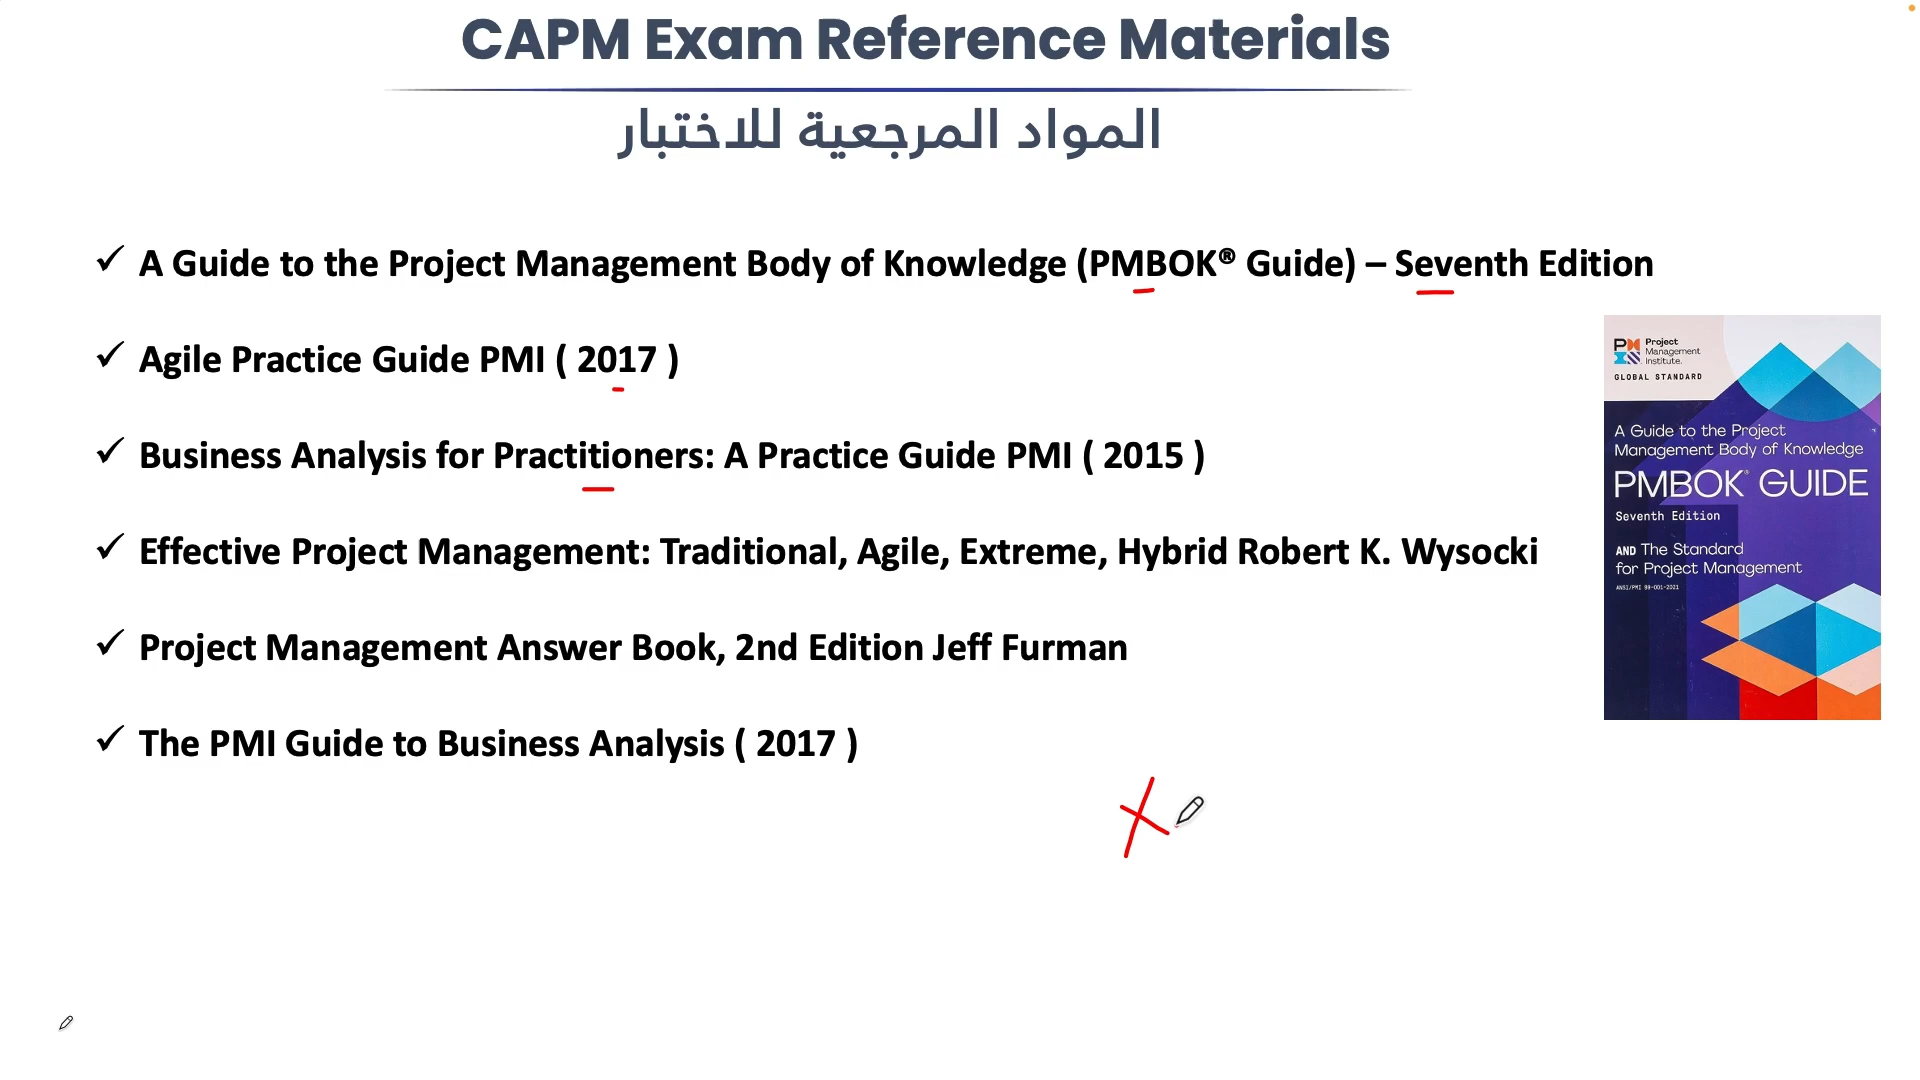 CAPM Exam Reference Materials
المواد المرجعية للاختبار
✓ A Guide to the Project Management Body of Knowledge (PMBOK® Guide) – Seventh Edition
✓ Agile Practice Guide PMI ( 2017 )
✓ Business Analysis for Practitioners: A Practice Guide PMI ( 2015 )
✓ Effective Project Management: Traditional, Agile, Extreme, Hybrid Robert K. Wysocki
✓ Project Management Answer Book, 2nd Edition Jeff Furman
✓ The PMI Guide to Business Analysis ( 2017 )
Project
Management
Institute.
GLOBAL STANDARD
A Guide to the Project
Management Body of Knowledge
PMBOK® GUIDE
Seventh Edition
AND The Standard
for Project Management
ANSI/PMI 99-001-2021